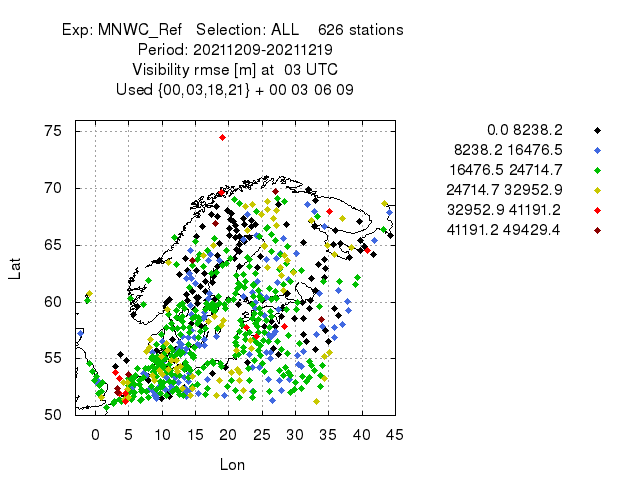 Exp: MNWC_Ref   Selection: ALL    626 stations
Period: 20211209-20211219
Visibility rmse [m] at  03 UTC
Used {00,03,18,21} + 00 03 06 09
0.0 8238.2
8238.2 16476.5
16476.5 24714.7
24714.7 32952.9
32952.9 41191.2
41191.2 49429.4
75
70
65
60
55
50
Lat
0 5 10 15 20 25 30 35 40 45
Lon